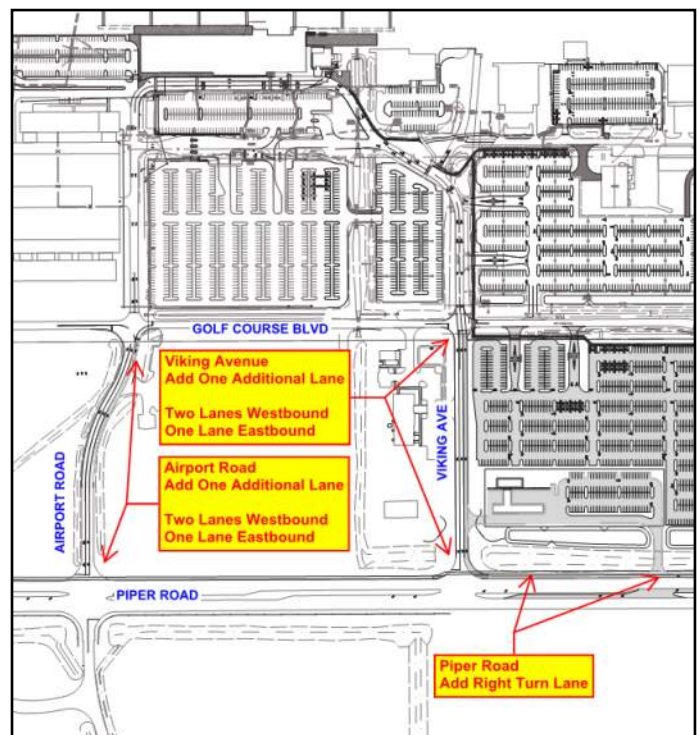 GOLF COURSE BLVD
Viking Avenue
Add One Additional Lane
Two Lanes Westbound
One Lane Eastbound
VIKING AVE
AIRPORT ROAD
Airport Road
Add One Additional Lane
Two Lanes Westbound
One Lane Eastbound
PIPER ROAD
Piper Road
Add Right Turn Lane